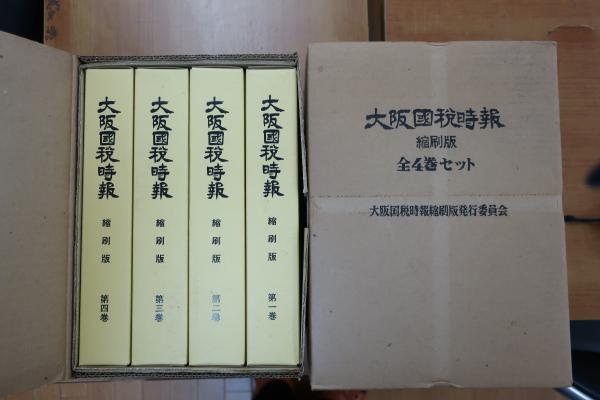 大阪國税時報
縮刷版
第四巻
大阪國税時報
縮刷版
第三巻
大阪國税時報
縮刷版
第二巻
大阪國税時報
縮刷版
第一巻
大阪國税時報
縮刷版
全4巻セット
大阪国税時報縮刷版発行委員会